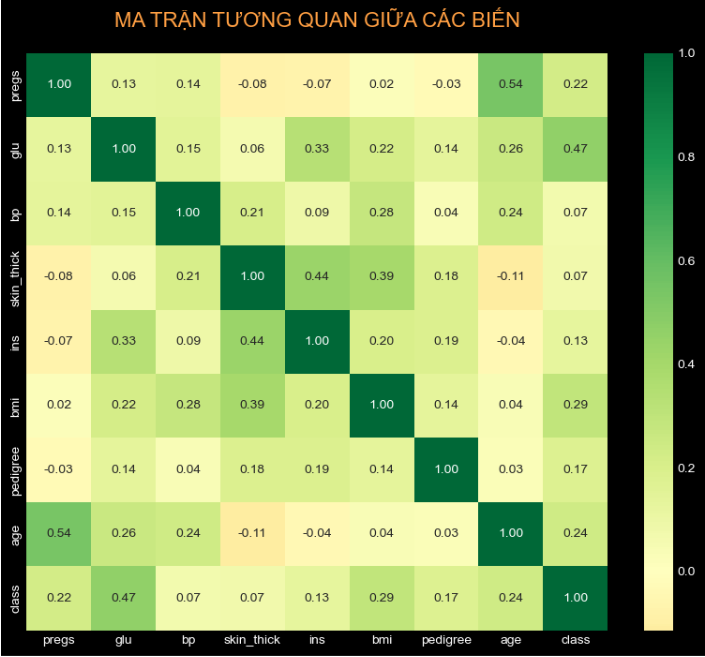 MA TRẬN TƯƠNG QUAN GIỮA CÁC BIẾN
pregs 1.00 0.13 0.14 -0.08 -0.07 0.02 -0.03 0.54 0.22
glu 0.13 1.00 0.15 0.06 0.33 0.22 0.14 0.26 0.47
bp 0.14 0.15 1.00 0.21 0.09 0.28 0.04 0.24 0.07
skin_thick -0.08 0.06 0.21 1.00 0.44 0.39 0.18 -0.11 0.07
ins -0.07 0.33 0.09 0.44 1.00 0.20 0.19 -0.04 0.13
bmi 0.02 0.22 0.28 0.39 0.20 1.00 0.14 0.04 0.29
pedigree -0.03 0.14 0.04 0.18 0.19 0.14 1.00 0.03 0.17
age 0.54 0.26 0.24 -0.11 -0.04 0.04 0.03 1.00 0.24
class 0.22 0.47 0.07 0.07 0.13 0.29 0.17 0.24 1.00
pregs glu bp skin_thick ins bmi pedigree age class
1.0
0.8
0.6
0.4
0.2
0.0